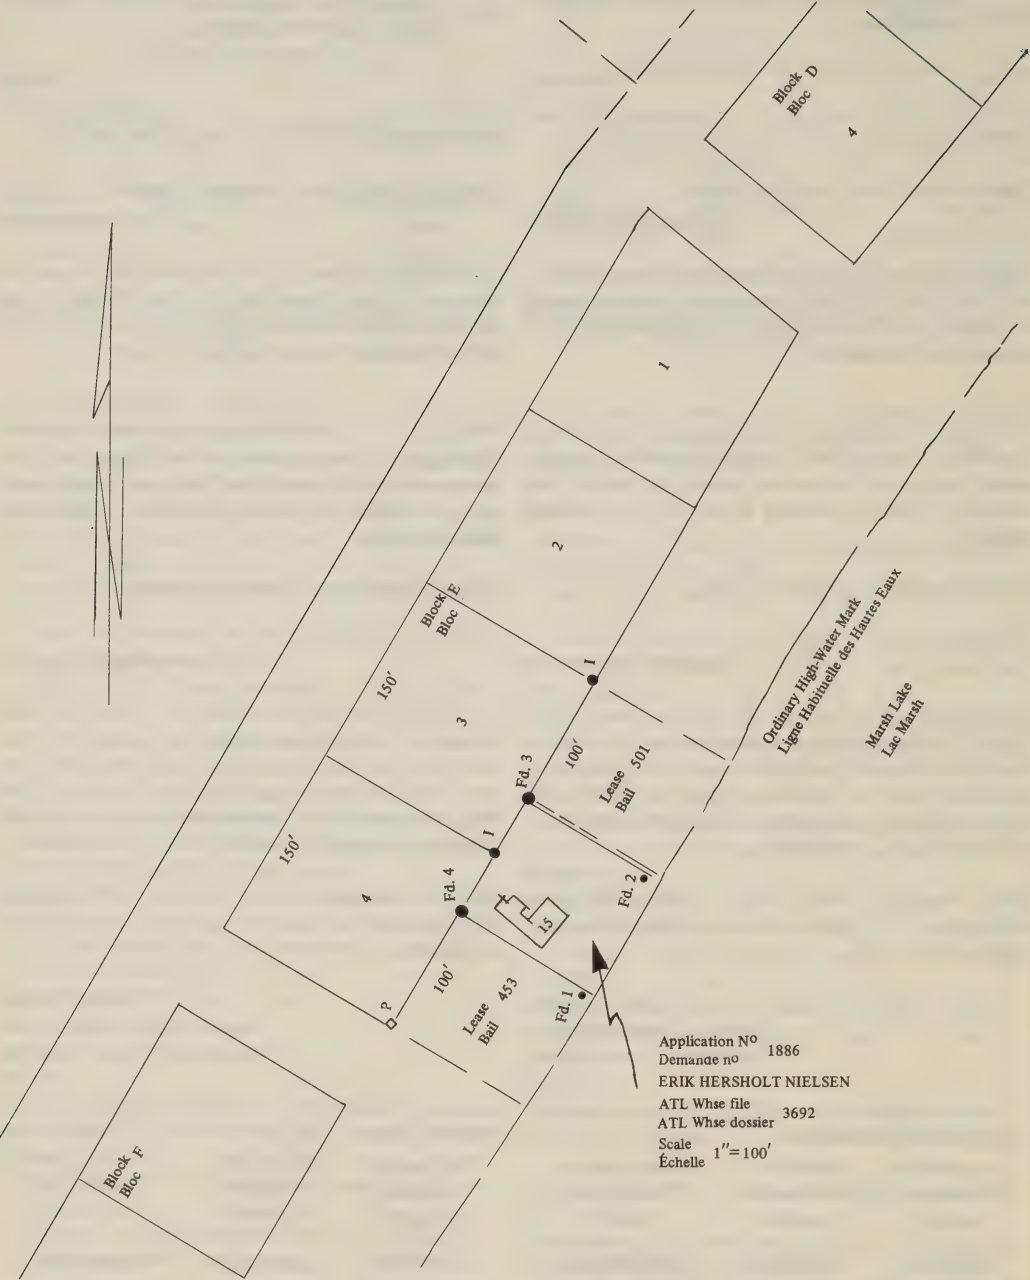 Block D
Bloc
4
1
2
Block E
Bloc
150′
3
I
100′
Lease 501
Bail
Fd. 3
150′
I
4
Fd. 4
Fd. 2
15
100′
Lease 453
Bail
P
Fd. 1
Ordinary High-Water Mark
Ligne Habituelle des Hautes Eaux
Marsh Lake
Lac Marsh
Block F
Bloc
Application Nº 1886
Demande nº
ERIK HERSHOLT NIELSEN
ATL Whse file 3692
ATL Whse dossier
Scale 1″=100′
Échelle